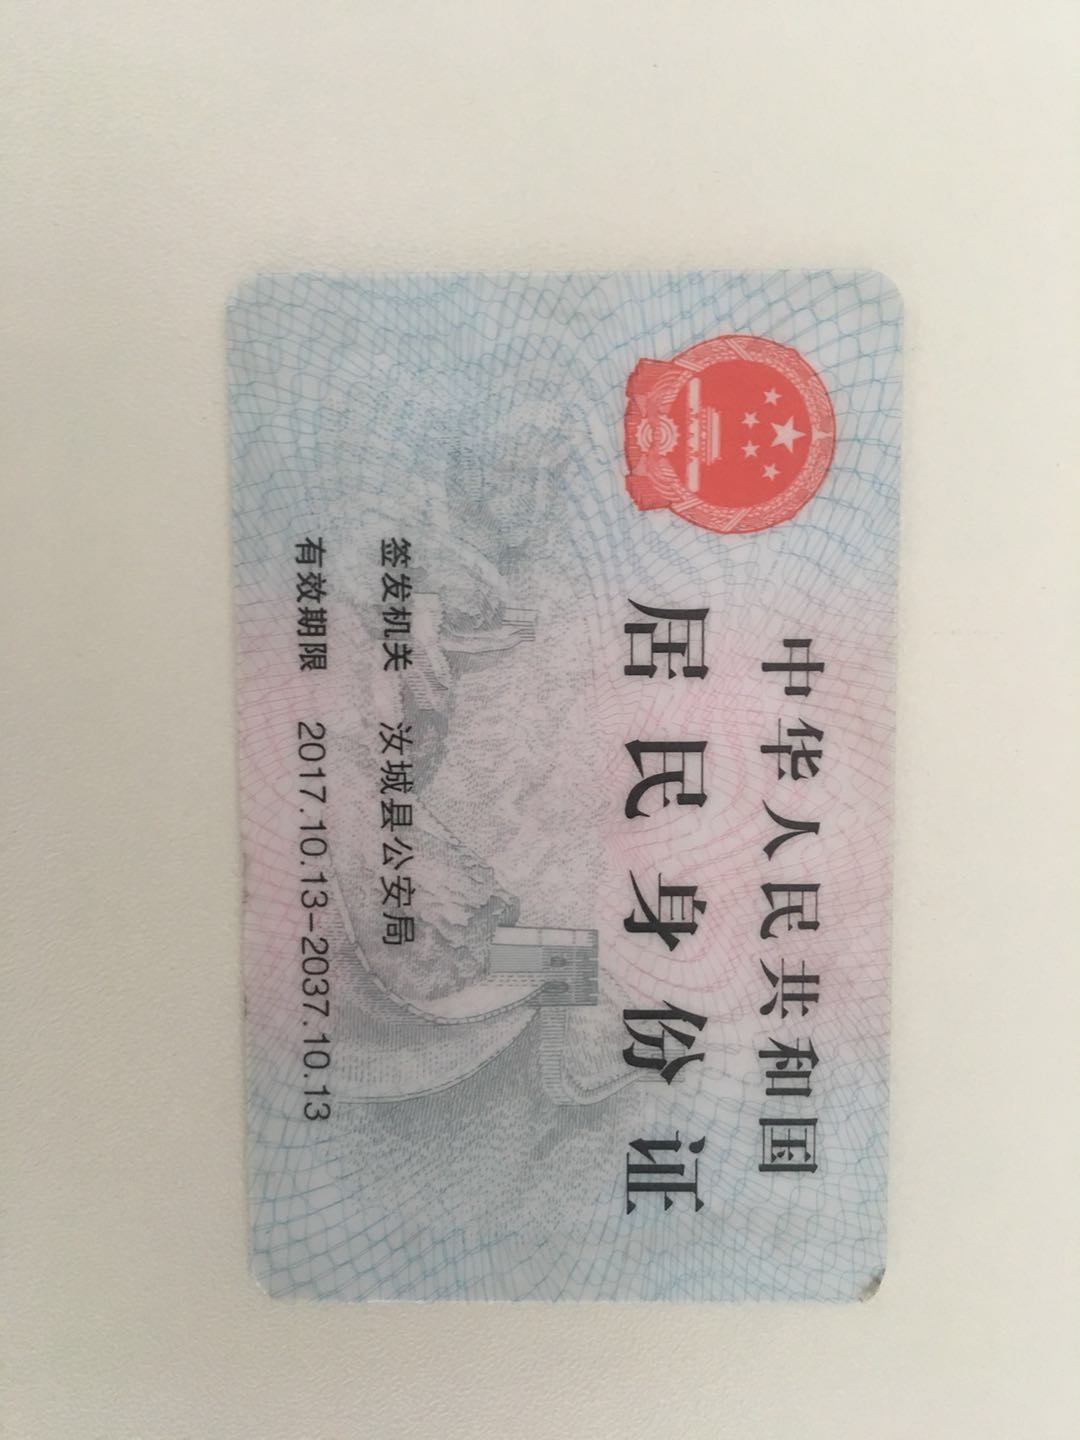 中华人民共和国
居民身份证
签发机关 汝城县公安局
有效期限 2017.10.13-2037.10.13